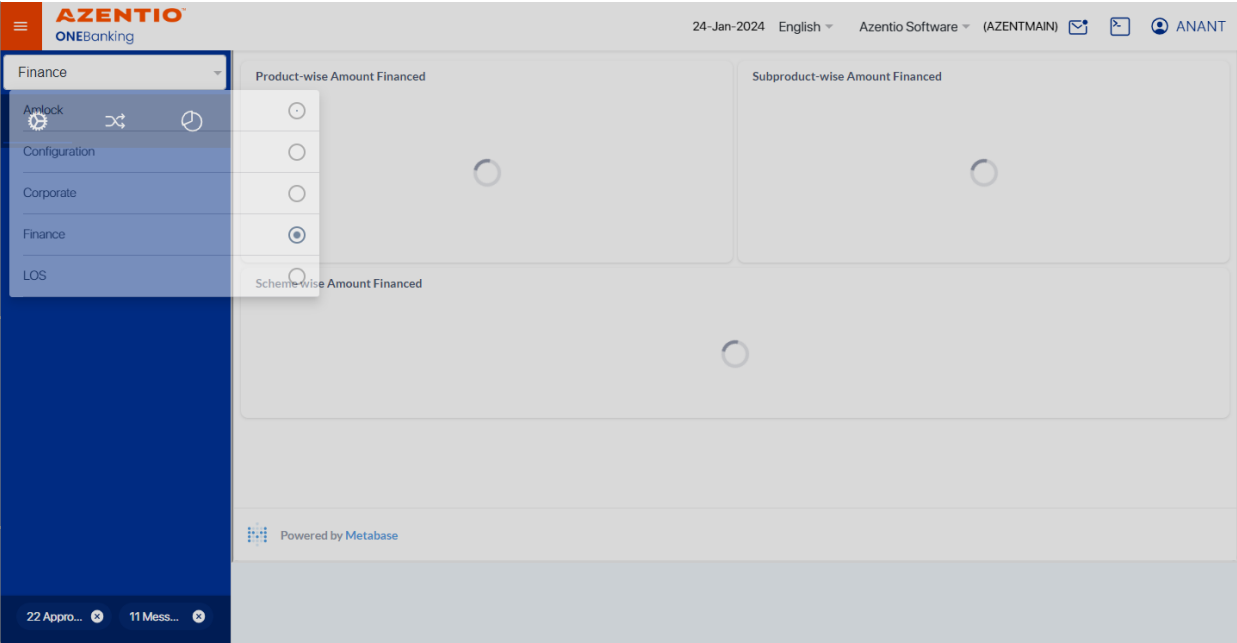 AZENTIO
ONEBanking
24-Jan-2024 English Azentio Software (AZENTMAIN) ANANT
Finance
Product-wise Amount Financed
Subproduct-wise Amount Financed
Amlock
Configuration
Corporate
Finance
LOS
Scheme-wise Amount Financed
Powered by Metabase
22 Appro... 11 Mess...